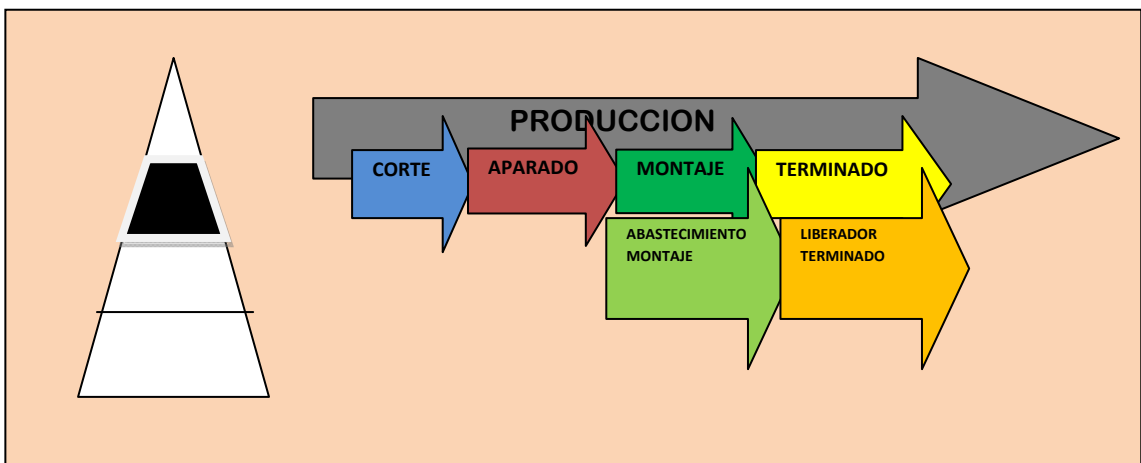 PRODUCCION
CORTE
APARADO
MONTAJE
TERMINADO
ABASTECIMIENTO
MONTAJE
LIBERADOR
TERMINADO